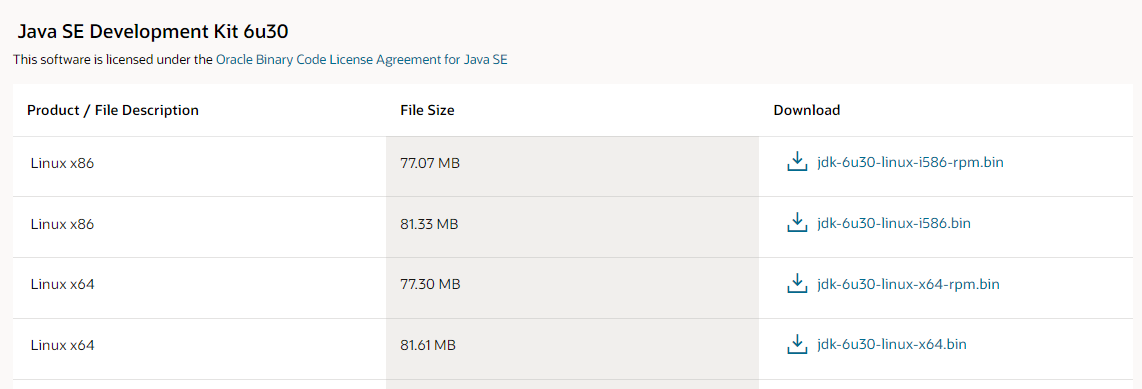 Java SE Development Kit 6u30
This software is licensed under the Oracle Binary Code License Agreement for Java SE
Product / File Description File Size Download
Linux x86 77.07 MB jdk-6u30-linux-i586-rpm.bin
Linux x86 81.33 MB jdk-6u30-linux-i586.bin
Linux x64 77.30 MB jdk-6u30-linux-x64-rpm.bin
Linux x64 81.61 MB jdk-6u30-linux-x64.bin